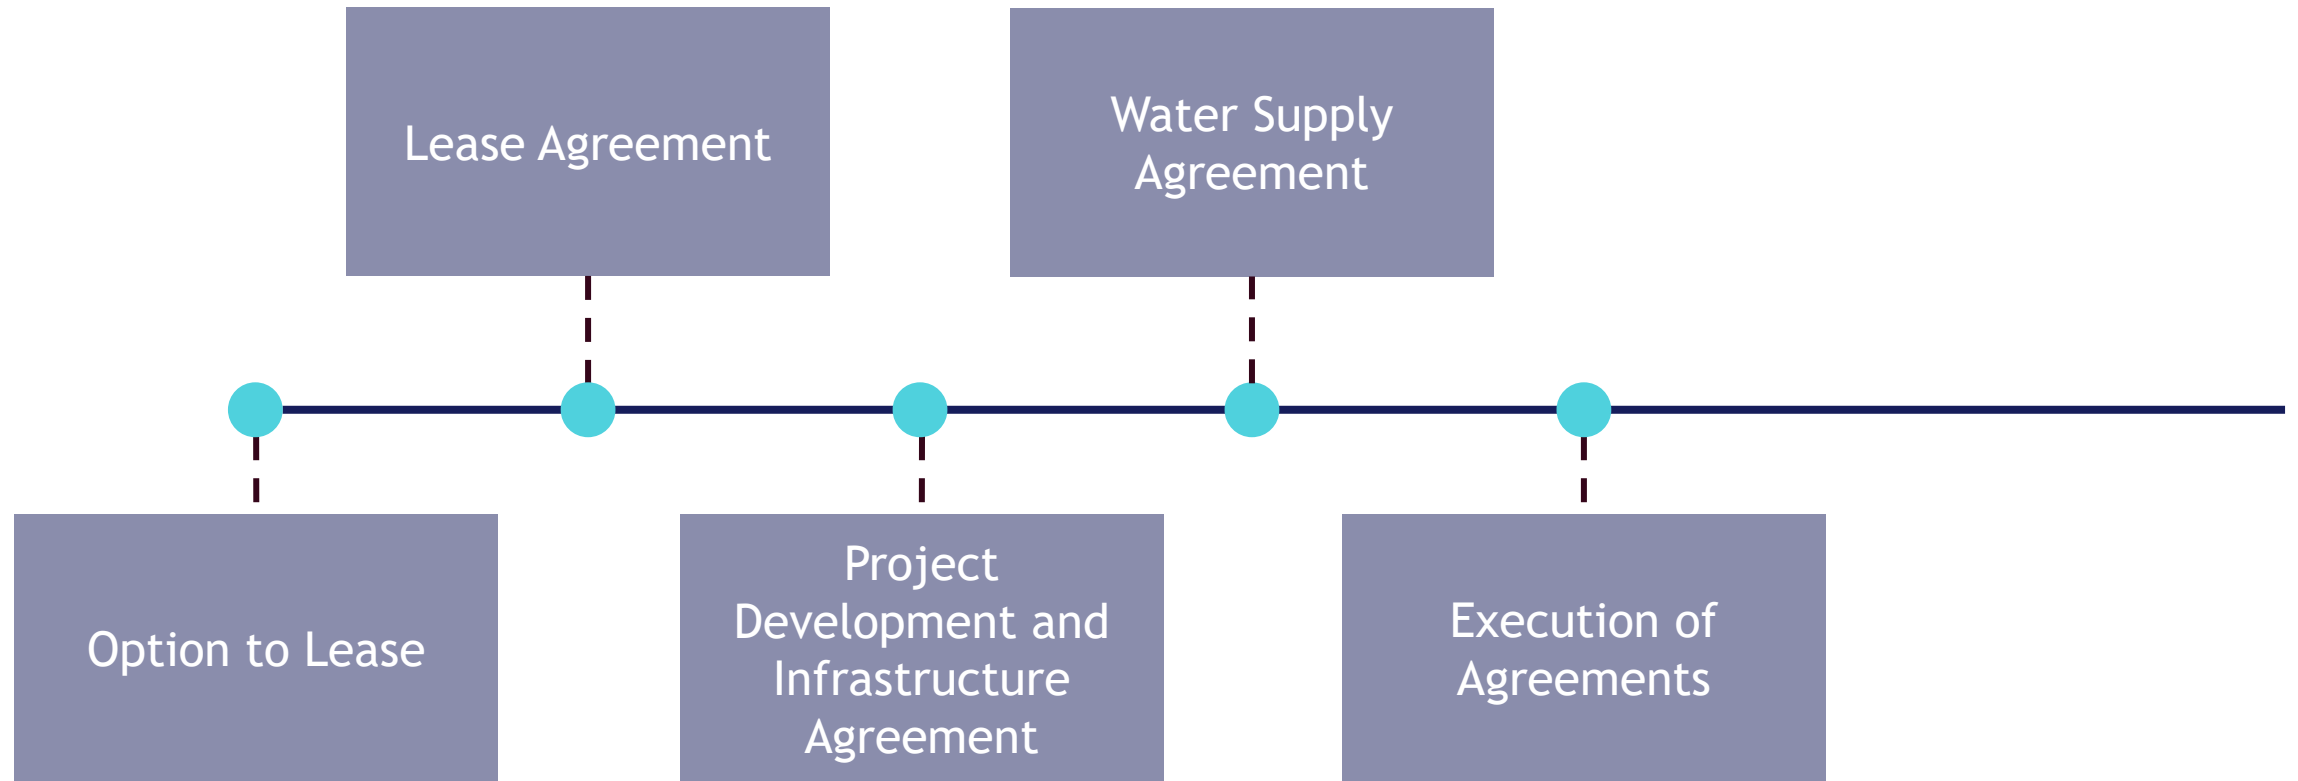 Lease Agreement
Water Supply
Agreement
Option to Lease
Project
Development and
Infrastructure
Agreement
Execution of
Agreements